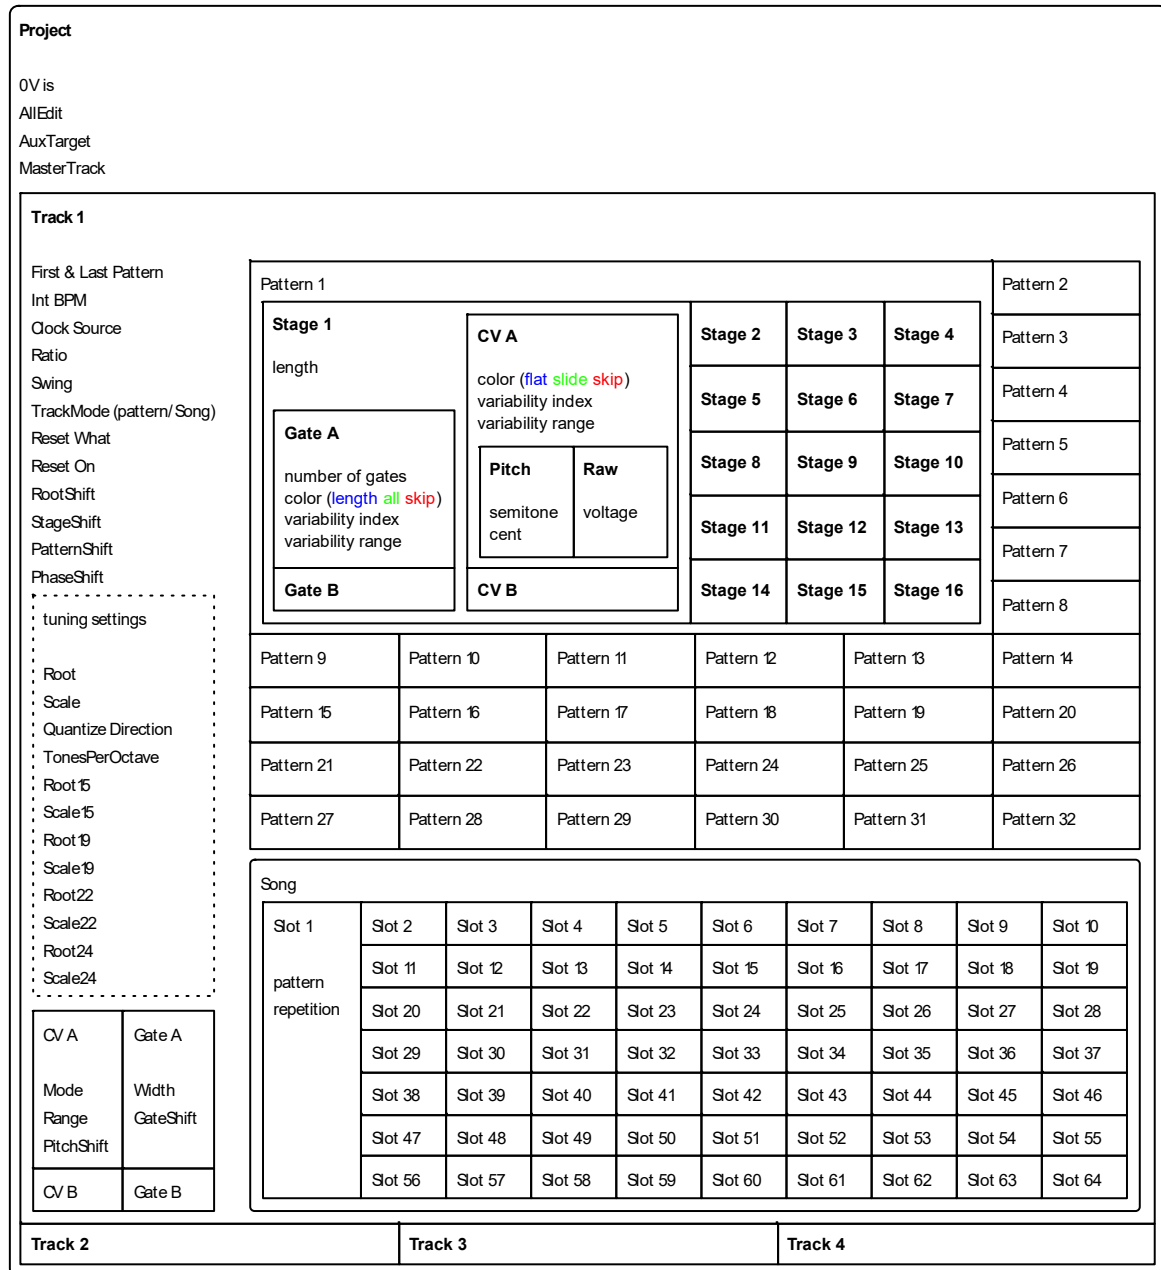 Project
0V is
AllEdit
AuxTarget
MasterTrack
Track 1
First & Last Pattern
Int BPM
Clock Source
Ratio
Swing
TrackMode (pattern/Song)
Reset What
Reset On
RootShift
StageShift
PatternShift
PhaseShift
tuning settings
Root
Scale
Quantize Direction
TonesPerOctave
Root15
Scale15
Root19
Scale19
Root22
Scale22
Root24
Scale24
CV A
Mode
Range
PitchShift
Gate A
Width
GateShift
CV B
Gate B
Pattern 1
Stage 1
length
Gate A
number of gates
color (length all skip)
variability index
variability range
Gate B
CV A
color (flat slide skip)
variability index
variability range
Pitch
semitone
cent
Raw
voltage
CV B
Stage 2
Stage 3
Stage 4
Stage 5
Stage 6
Stage 7
Stage 8
Stage 9
Stage 10
Stage 11
Stage 12
Stage 13
Stage 14
Stage 15
Stage 16
Pattern 2
Pattern 3
Pattern 4
Pattern 5
Pattern 6
Pattern 7
Pattern 8
Pattern 9
Pattern 10
Pattern 11
Pattern 12
Pattern 13
Pattern 14
Pattern 15
Pattern 16
Pattern 17
Pattern 18
Pattern 19
Pattern 20
Pattern 21
Pattern 22
Pattern 23
Pattern 24
Pattern 25
Pattern 26
Pattern 27
Pattern 28
Pattern 29
Pattern 30
Pattern 31
Pattern 32
Song
Slot 1
pattern
repetition
Slot 2
Slot 3
Slot 4
Slot 5
Slot 6
Slot 7
Slot 8
Slot 9
Slot 10
Slot 11
Slot 12
Slot 13
Slot 14
Slot 15
Slot 16
Slot 17
Slot 18
Slot 19
Slot 20
Slot 21
Slot 22
Slot 23
Slot 24
Slot 25
Slot 26
Slot 27
Slot 28
Slot 29
Slot 30
Slot 31
Slot 32
Slot 33
Slot 34
Slot 35
Slot 36
Slot 37
Slot 38
Slot 39
Slot 40
Slot 41
Slot 42
Slot 43
Slot 44
Slot 45
Slot 46
Slot 47
Slot 48
Slot 49
Slot 50
Slot 51
Slot 52
Slot 53
Slot 54
Slot 55
Slot 56
Slot 57
Slot 58
Slot 59
Slot 60
Slot 61
Slot 62
Slot 63
Slot 64
Track 2
Track 3
Track 4